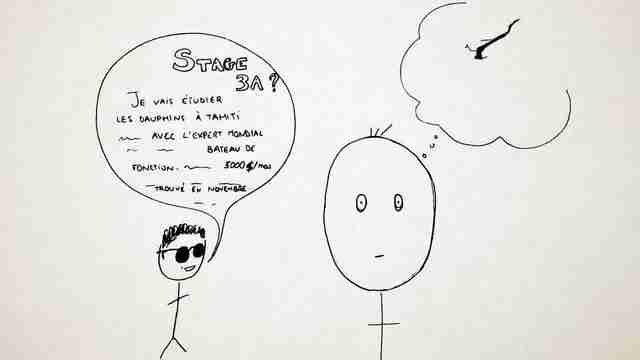 STAGE
3A ?
JE VAIS ÉTUDIER
LES DAUPHINS À TAHITI
AVEC L'EXPERT MONDIAL
BATEAU DE
FONCTION. 5000 $/mois
TROUVÉ EN NOVEMBRE